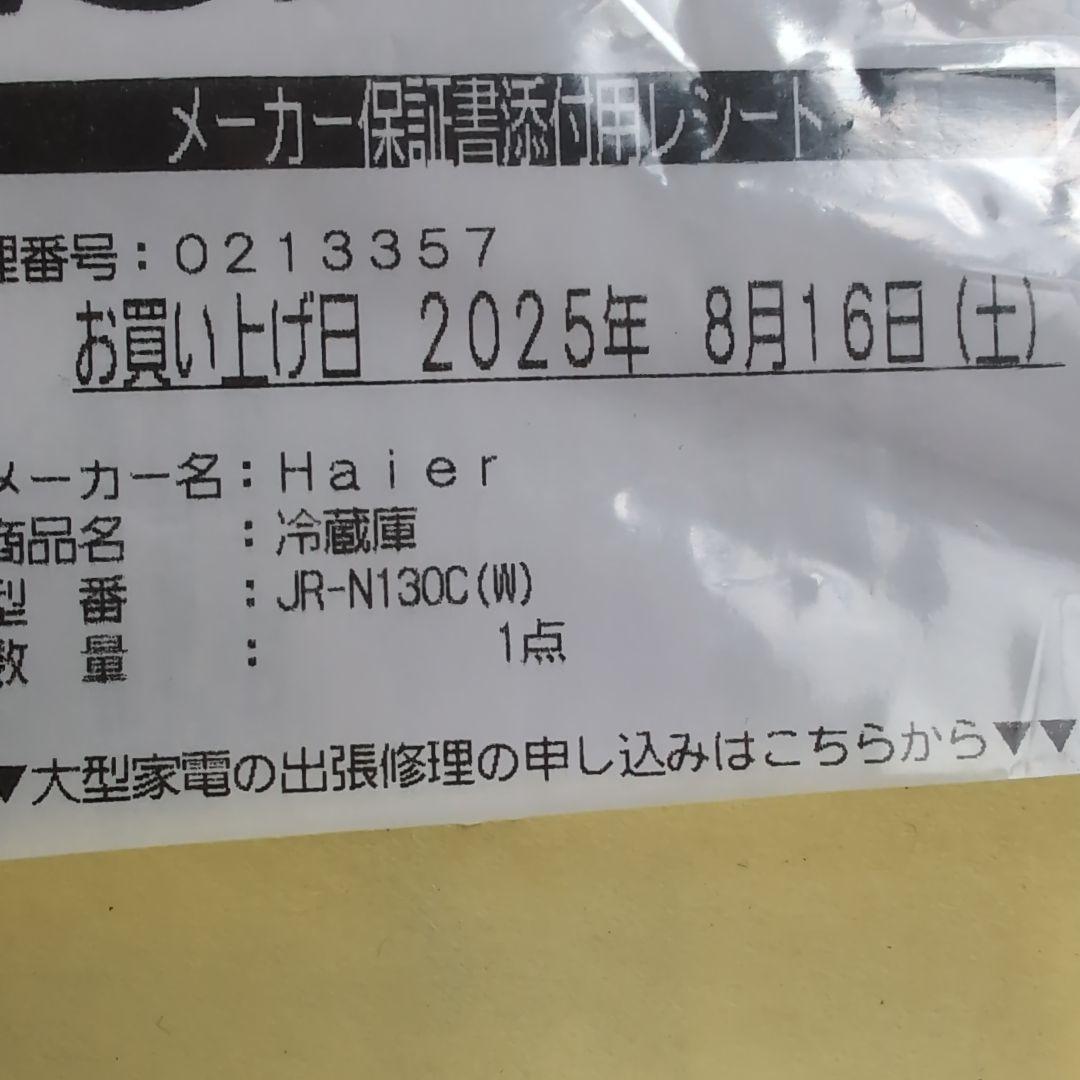 メーカー保証書添付用レシート
理番号：0213357
お買い上げ日 2025年 8月16日(土)
メーカー名：Haier
商品名 ：冷蔵庫
型 番 ：JR-N130C(W)
数 量 ： 1点
▼大型家電の出張修理の申し込みはこちらから▼▼